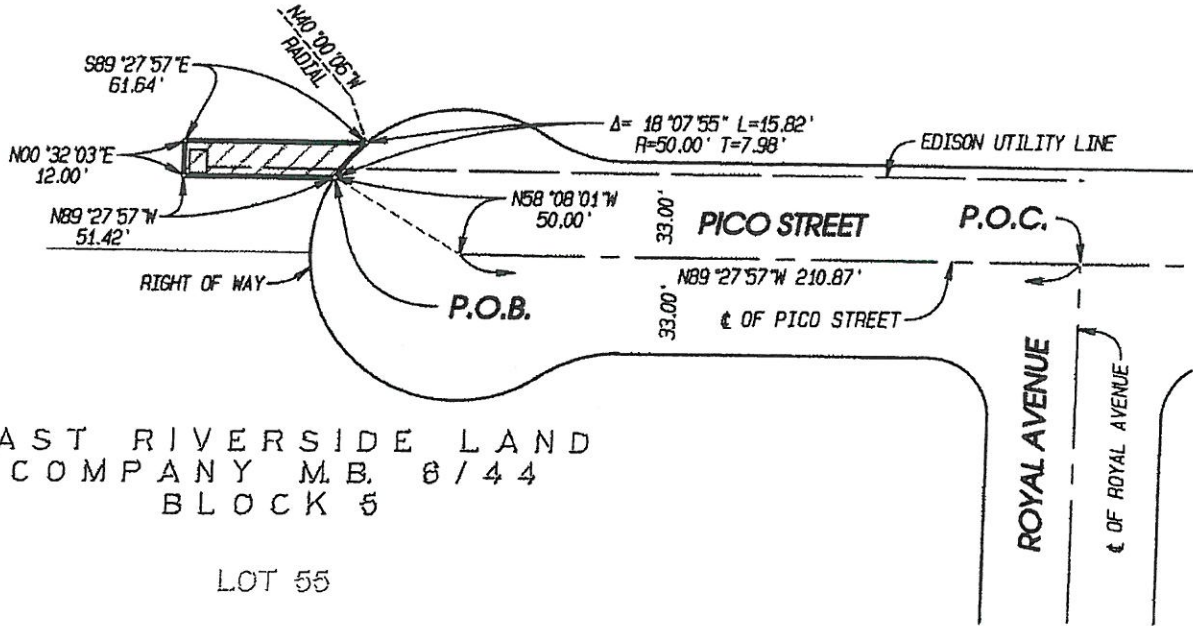 N40°00'06"W
RADIAL
S89°27'57"E
61.64'
Δ= 18°07'55" L=15.82'
R=50.00' T=7.98'
EDISON UTILITY LINE
N00°32'03"E
12.00'
N89°27'57"W
51.42'
N58°08'01"W
50.00'
33.00'
PICO STREET
P.O.C.
RIGHT OF WAY
P.O.B.
N89°27'57"W 210.87'
33.00'
℄ OF PICO STREET
ROYAL AVENUE
℄ OF ROYAL AVENUE
AST RIVERSIDE LAND
COMPANY M.B. 6/44
BLOCK 5
LOT 55